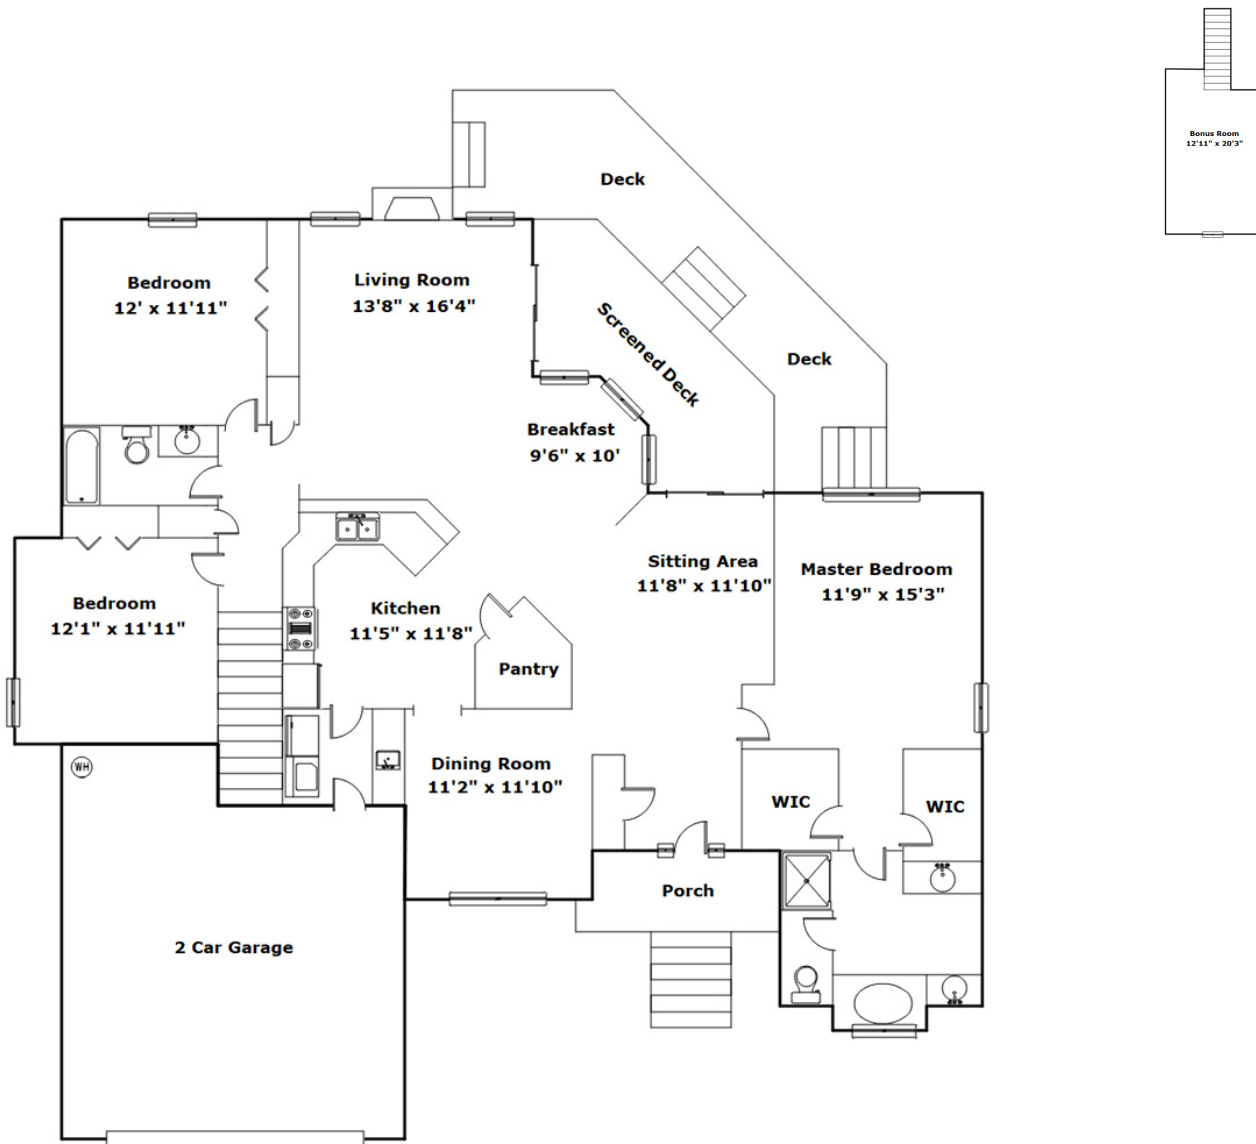 Bonus Room
12'11" x 20'3"
Deck
Bedroom
12' x 11'11"
Living Room
13'8" x 16'4"
Screened Deck
Deck
Breakfast
9'6" x 10'
Sitting Area
11'8" x 11'10"
Master Bedroom
11'9" x 15'3"
Bedroom
12'1" x 11'11"
Kitchen
11'5" x 11'8"
Pantry
WH
Dining Room
11'2" x 11'10"
WIC
WIC
Porch
2 Car Garage